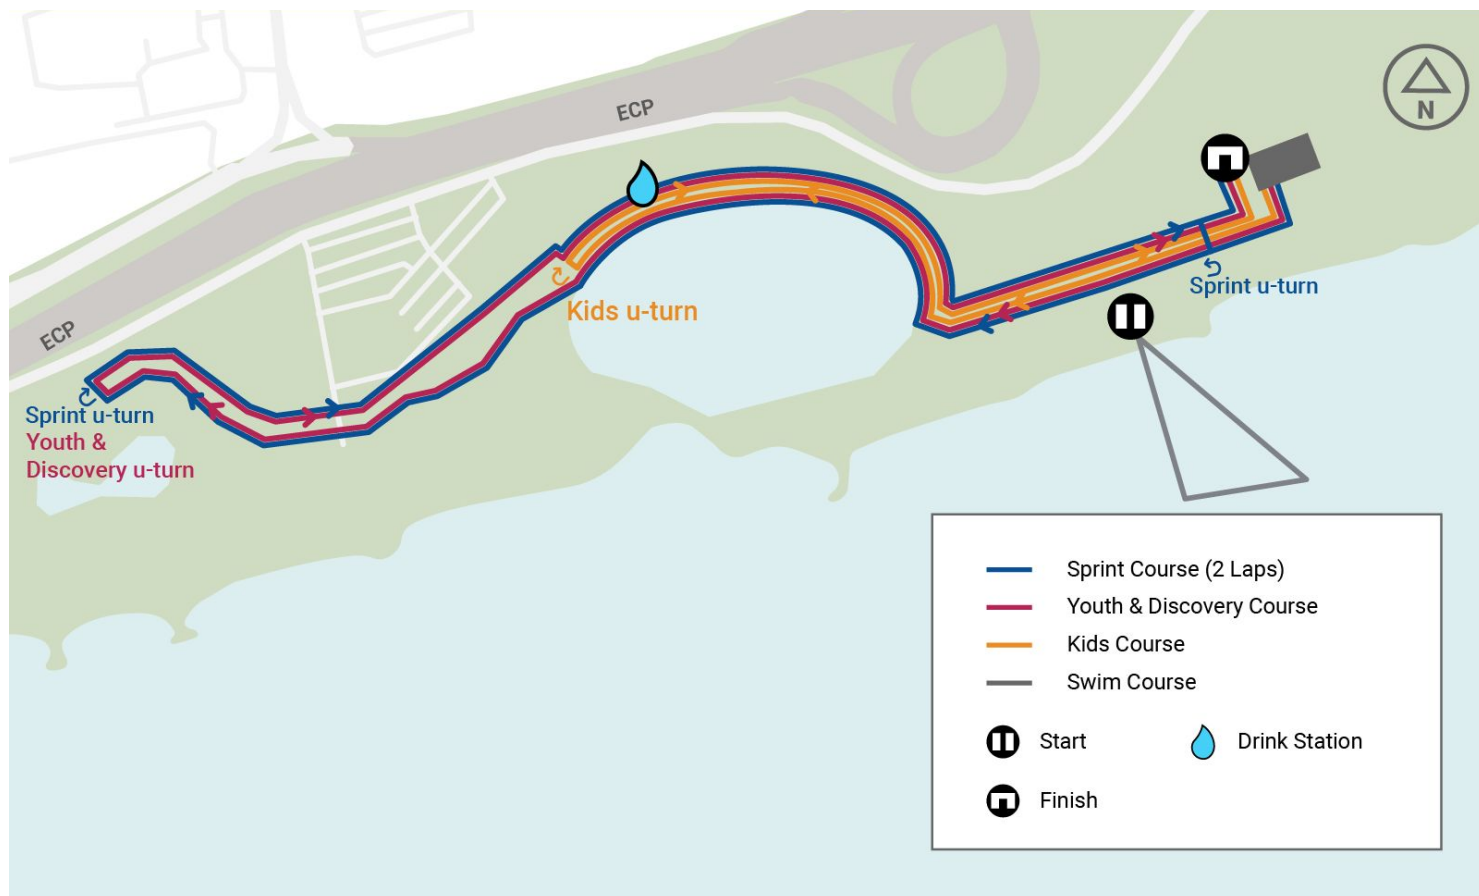 ECP
N
ECP
Kids u-turn
Sprint u-turn
Sprint u-turn
Youth &
Discovery u-turn
Sprint Course (2 Laps)
Youth & Discovery Course
Kids Course
Swim Course
Start
Drink Station
Finish